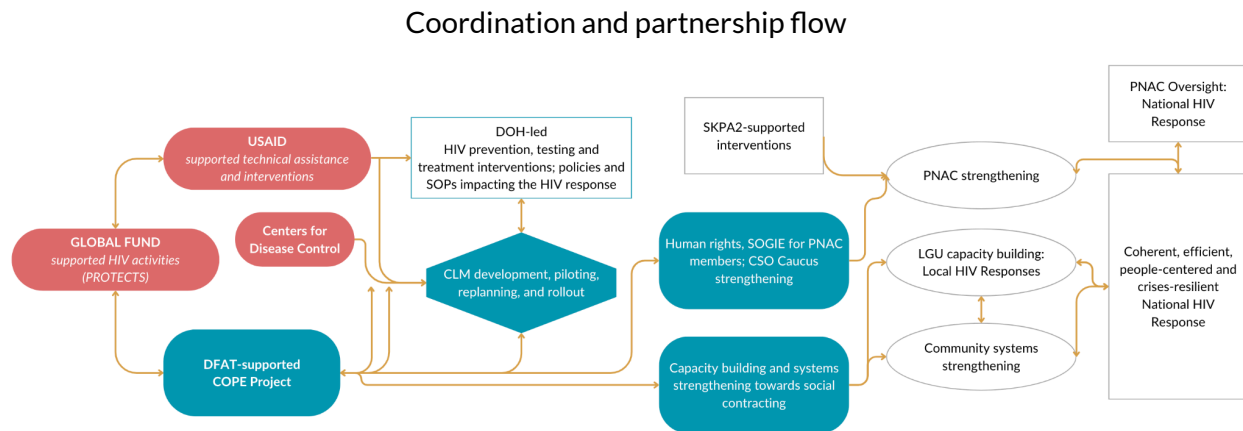 Coordination and partnership flow
USAID
supported technical assistance
and interventions
GLOBAL FUND
supported HIV activities
(PROTECTS)
Centers for
Disease Control
DFAT-supported
COPE Project
DOH-led
HIV prevention, testing and
treatment interventions; policies and
SOPs impacting the HIV response
CLM development, piloting,
replanning, and rollout
SKPA2-supported
interventions
Human rights, SOGIE for PNAC
members; CSO Caucus
strengthening
Capacity building and systems
strengthening towards social
contracting
PNAC strengthening
LGU capacity building:
Local HIV Responses
Community systems
strengthening
PNAC Oversight:
National HIV
Response
Coherent, efficient,
people-centered and
crises-resilient
National HIV
Response